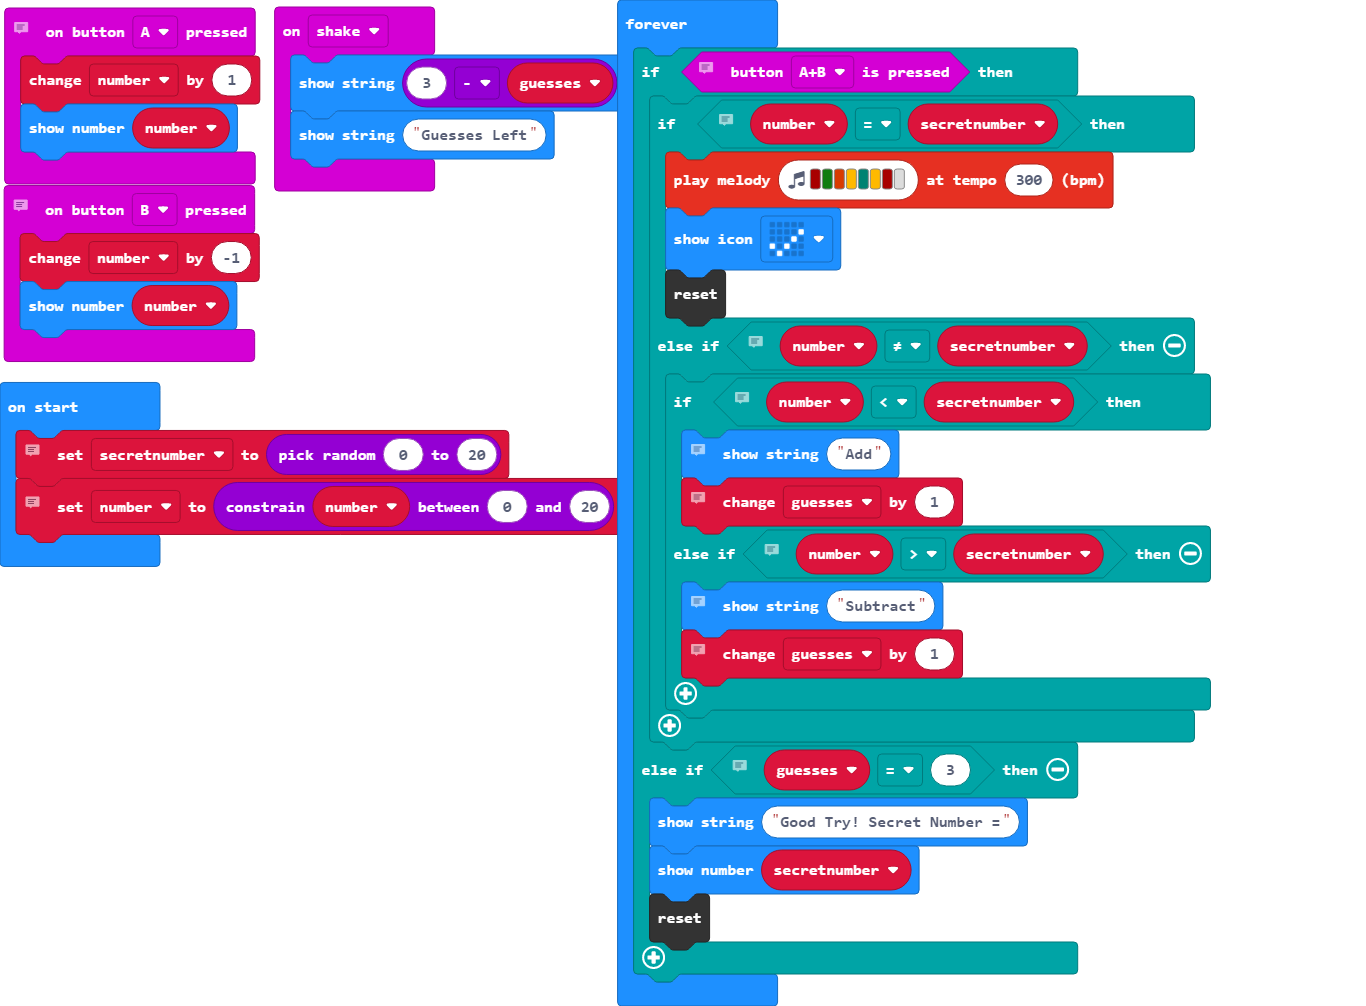 on button A pressed
change number by 1
show number number
on button B pressed
change number by -1
show number number
on shake
show string 3 - guesses
show string "Guesses Left"
on start
set secretnumber to pick random 0 to 20
set number to constrain number between 0 and 20
forever
if button A+B is pressed then
if number = secretnumber then
play melody at tempo 300 (bpm)
show icon
reset
else if number ≠ secretnumber then
if number < secretnumber then
show string "Add"
change guesses by 1
else if number > secretnumber then
show string "Subtract"
change guesses by 1
else if guesses = 3 then
show string "Good Try! Secret Number ="
show number secretnumber
reset